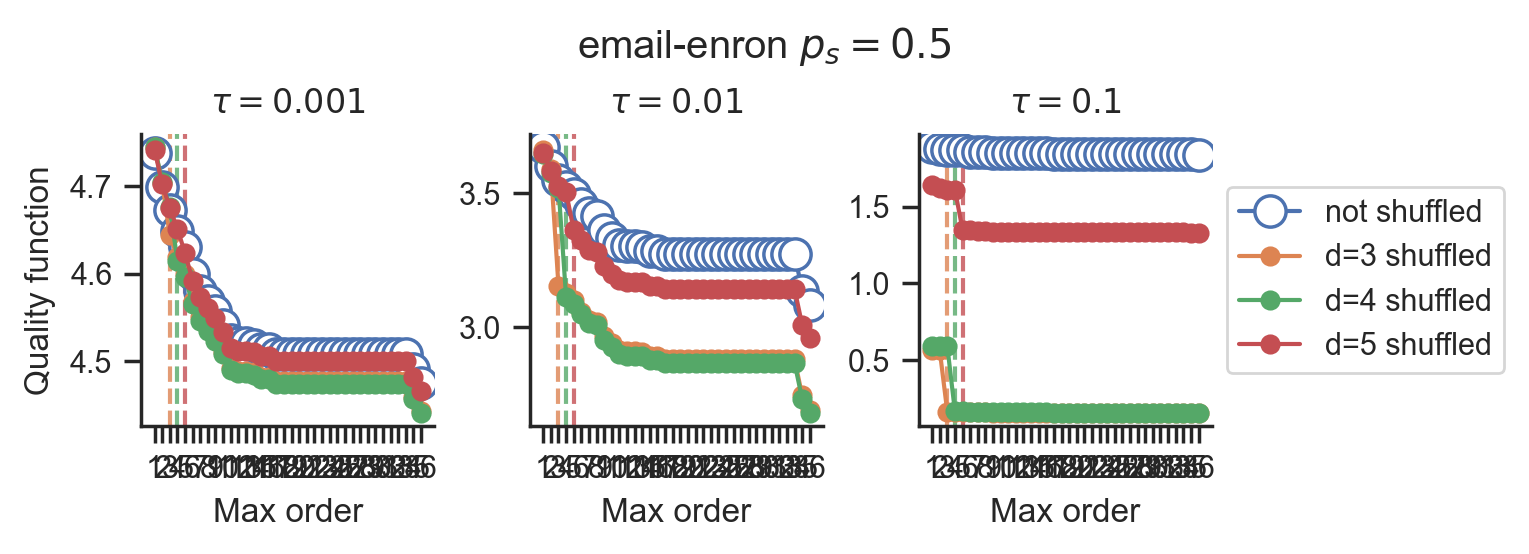 email-enron pₛ = 0.5
τ = 0.001
τ = 0.01
τ = 0.1
Quality function
4.7
4.6
4.5
3.5
3.0
1.5
1.0
0.5
Max order
Max order
Max order
not shuffled
d=3 shuffled
d=4 shuffled
d=5 shuffled